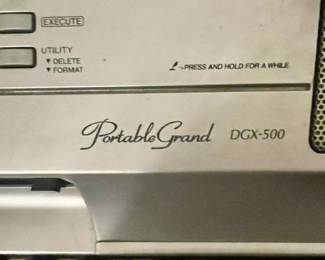 EXECUTE
UTILITY
▼ DELETE
▼ FORMAT
PRESS AND HOLD FOR A WHILE
PortableGrand DGX-500